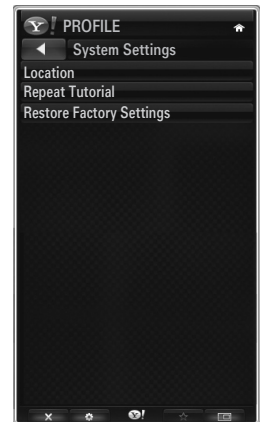 Y! PROFILE
System Settings
Location
Repeat Tutorial
Restore Factory Settings
Y!